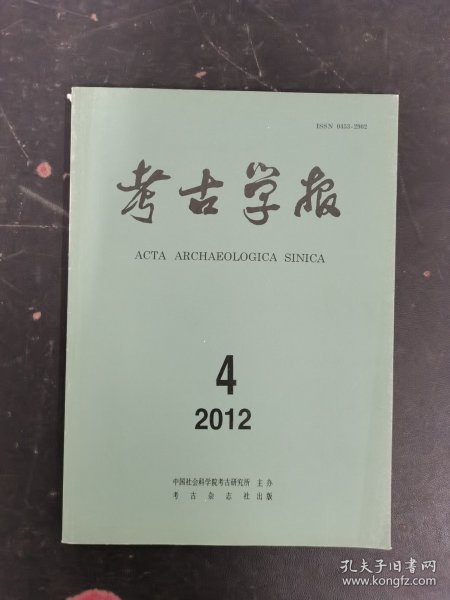 ISSN 0453-2902
考古学报
ACTA ARCHAEOLOGICA SINICA
4
2012
中国社会科学院考古研究所 主办
考古杂志社出版
孔夫子旧书网
www.kongfz.com